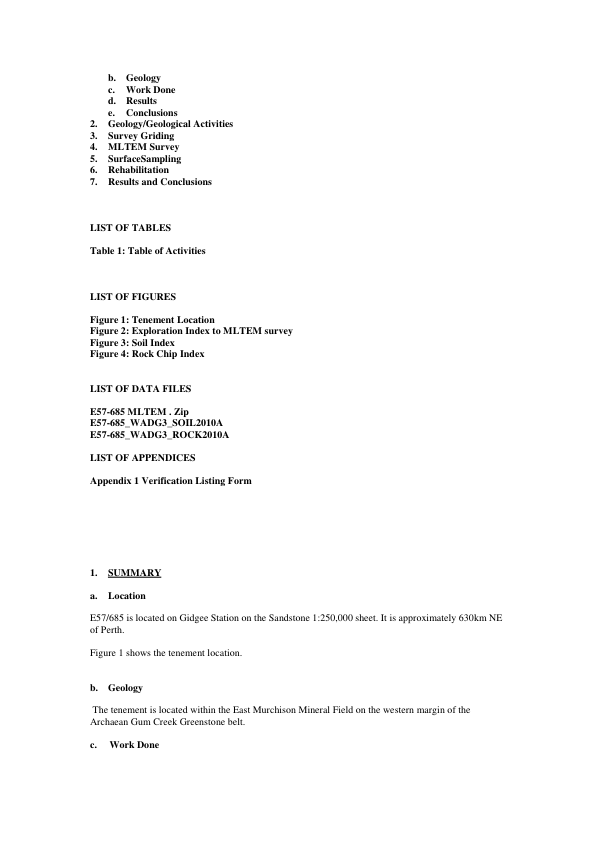 b. Geology
c. Work Done
d. Results
e. Conclusions
2. Geology/Geological Activities
3. Survey Griding
4. MLTEM Survey
5. SurfaceSampling
6. Rehabilitation
7. Results and Conclusions
LIST OF TABLES
Table 1: Table of Activities
LIST OF FIGURES
Figure 1: Tenement Location
Figure 2: Exploration Index to MLTEM survey
Figure 3: Soil Index
Figure 4: Rock Chip Index
LIST OF DATA FILES
E57-685 MLTEM . Zip
E57-685_WADG3_SOIL2010A
E57-685_WADG3_ROCK2010A
LIST OF APPENDICES
Appendix 1 Verification Listing Form
1. SUMMARY
a. Location
E57/685 is located on Gidgee Station on the Sandstone 1:250,000 sheet. It is approximately 630km NE
of Perth.
Figure 1 shows the tenement location.
b. Geology
The tenement is located within the East Murchison Mineral Field on the western margin of the
Archaean Gum Creek Greenstone belt.
c. Work Done